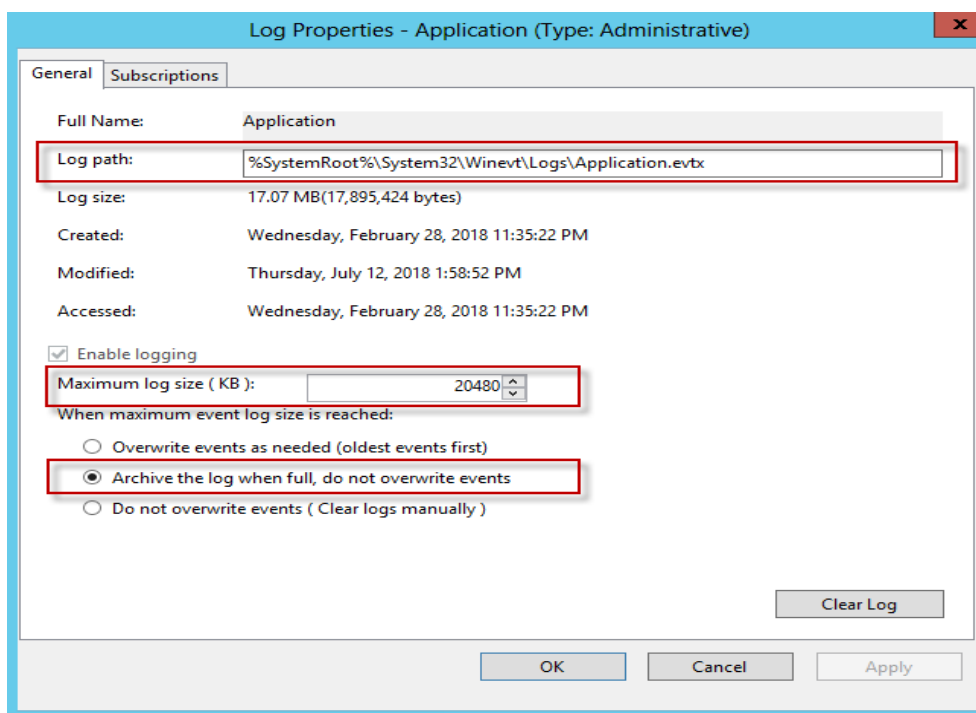 Log Properties - Application (Type: Administrative)
x
General Subscriptions
Full Name: Application
Log path: %SystemRoot%\System32\Winevt\Logs\Application.evtx
Log size: 17.07 MB(17,895,424 bytes)
Created: Wednesday, February 28, 2018 11:35:22 PM
Modified: Thursday, July 12, 2018 1:58:52 PM
Accessed: Wednesday, February 28, 2018 11:35:22 PM
Enable logging
Maximum log size ( KB ): 20480
When maximum event log size is reached:
Overwrite events as needed (oldest events first)
Archive the log when full, do not overwrite events
Do not overwrite events ( Clear logs manually )
Clear Log
OK Cancel Apply